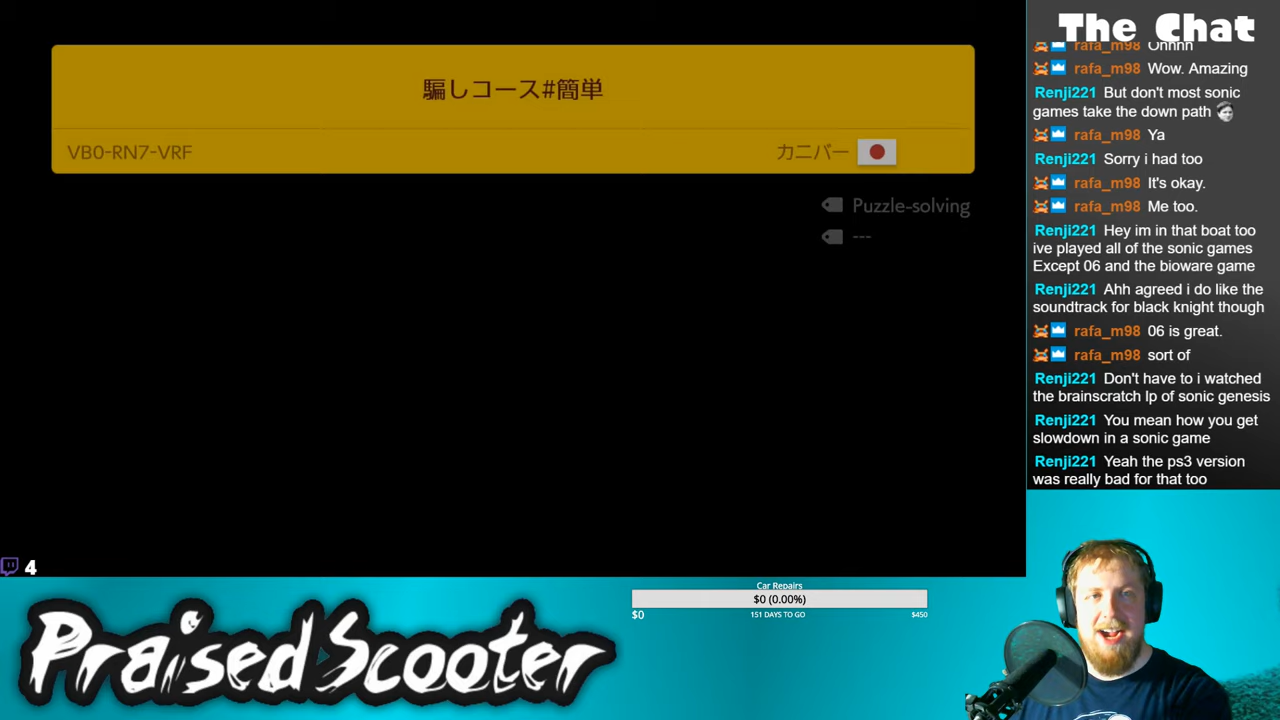 騙しコース#簡単
VB0-RN7-VRF
カニバー
Puzzle-solving
---
The Chat
rafa_m98 Ohhhh
rafa_m98 Wow. Amazing
Renji221 But don't most sonic
games take the down path
rafa_m98 Ya
Renji221 Sorry i had too
rafa_m98 It's okay.
rafa_m98 Me too.
Renji221 Hey im in that boat too
ive played all of the sonic games
Except 06 and the bioware game
Renji221 Ahh agreed i do like the
soundtrack for black knight though
rafa_m98 06 is great.
rafa_m98 sort of
Renji221 Don't have to i watched
the brainscratch lp of sonic genesis
Renji221 You mean how you get
slowdown in a sonic game
Renji221 Yeah the ps3 version
was really bad for that too
4
PraisedScooter
Car Repairs
$0 (0.00%)
$0
151 DAYS TO GO
$450